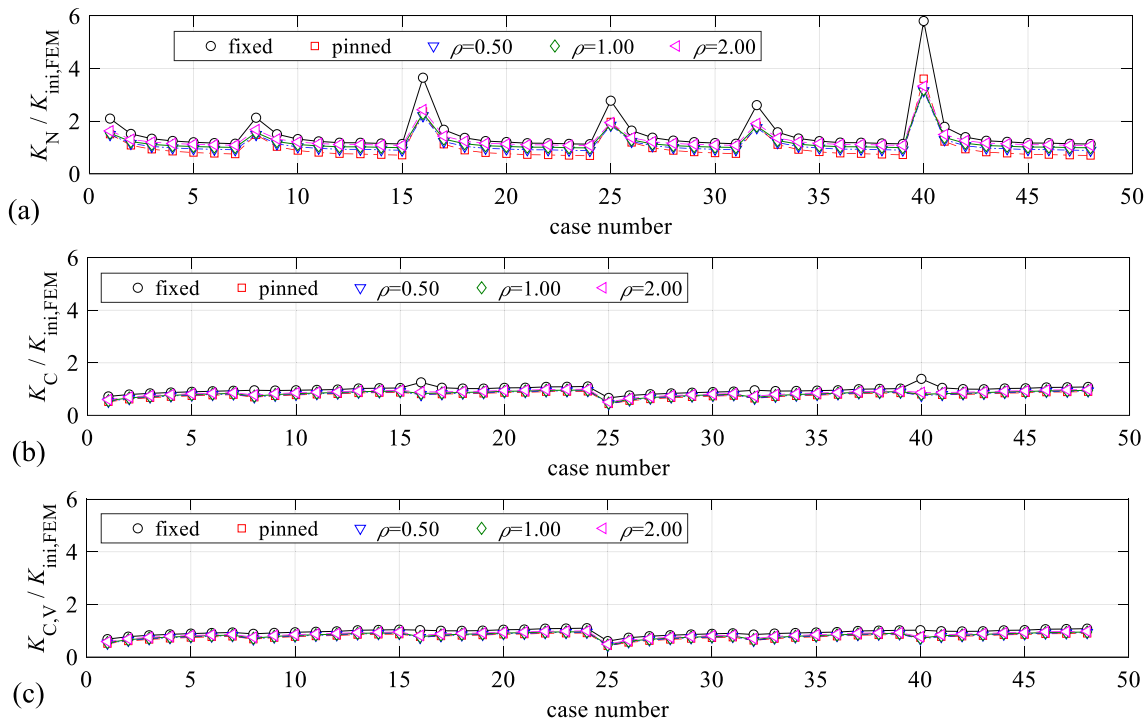 6
4
2
0
K_N / K_ini,FEM
fixed pinned ρ=0.50 ρ=1.00 ρ=2.00
0 5 10 15 20 25 30 35 40 45 50
(a)
case number
6
4
2
0
K_C / K_ini,FEM
fixed pinned ρ=0.50 ρ=1.00 ρ=2.00
0 5 10 15 20 25 30 35 40 45 50
(b)
case number
6
4
2
0
K_C,V / K_ini,FEM
fixed pinned ρ=0.50 ρ=1.00 ρ=2.00
0 5 10 15 20 25 30 35 40 45 50
(c)
case number